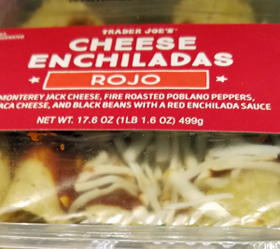 TRADER JOE'S
CHEESE
ENCHILADAS
ROJO
MONTEREY JACK CHEESE, FIRE ROASTED POBLANO PEPPERS,
ACA CHEESE, AND BLACK BEANS WITH A RED ENCHILADA SAUCE
NET WT. 17.6 OZ (1LB 1.6 OZ) 499g